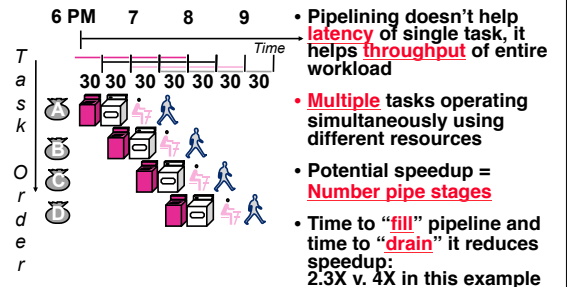 6 PM 7 8 9
Time
30 30 30 30 30 30 30
Task
Order
A
B
C
D
• Pipelining doesn't help
latency of single task, it
helps throughput of entire
workload
• Multiple tasks operating
simultaneously using
different resources
• Potential speedup =
Number pipe stages
• Time to “fill” pipeline and
time to “drain” it reduces
speedup:
2.3X v. 4X in this example